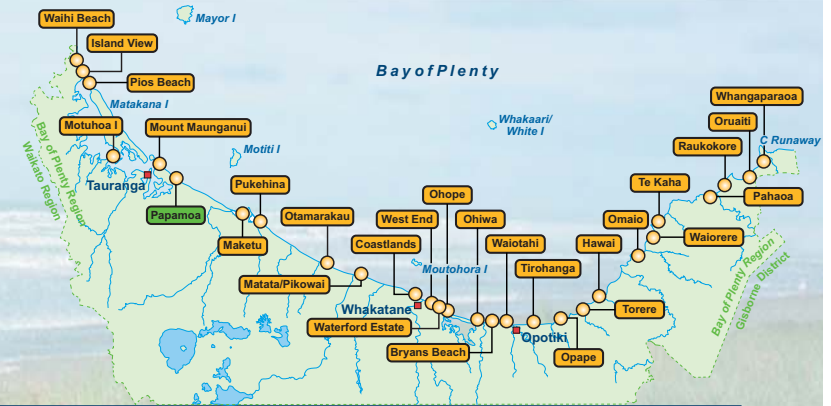 Waihi Beach
Mayor I
Island View
Bay of Plenty
Pios Beach
Whangaparaoa
Matakana I
Oruaiti
Whakaari/
White I
Motuhoa I
Mount Maunganui
C Runaway
Raukokore
Motiti I
Bay of Plenty Region
Waikato Region
Tauranga
Pukehina
Te Kaha
Ohope
Pahaoa
Papamoa
Otamarakau
West End
Ohiwa
Omaio
Maketu
Coastlands
Waiotahi
Hawai
Waiorere
Moutohora I
Tirohanga
Matata/Pikowai
Bay of Plenty Region
Gisborne District
Whakatane
Torere
Waterford Estate
Opotiki
Bryans Beach
Opape